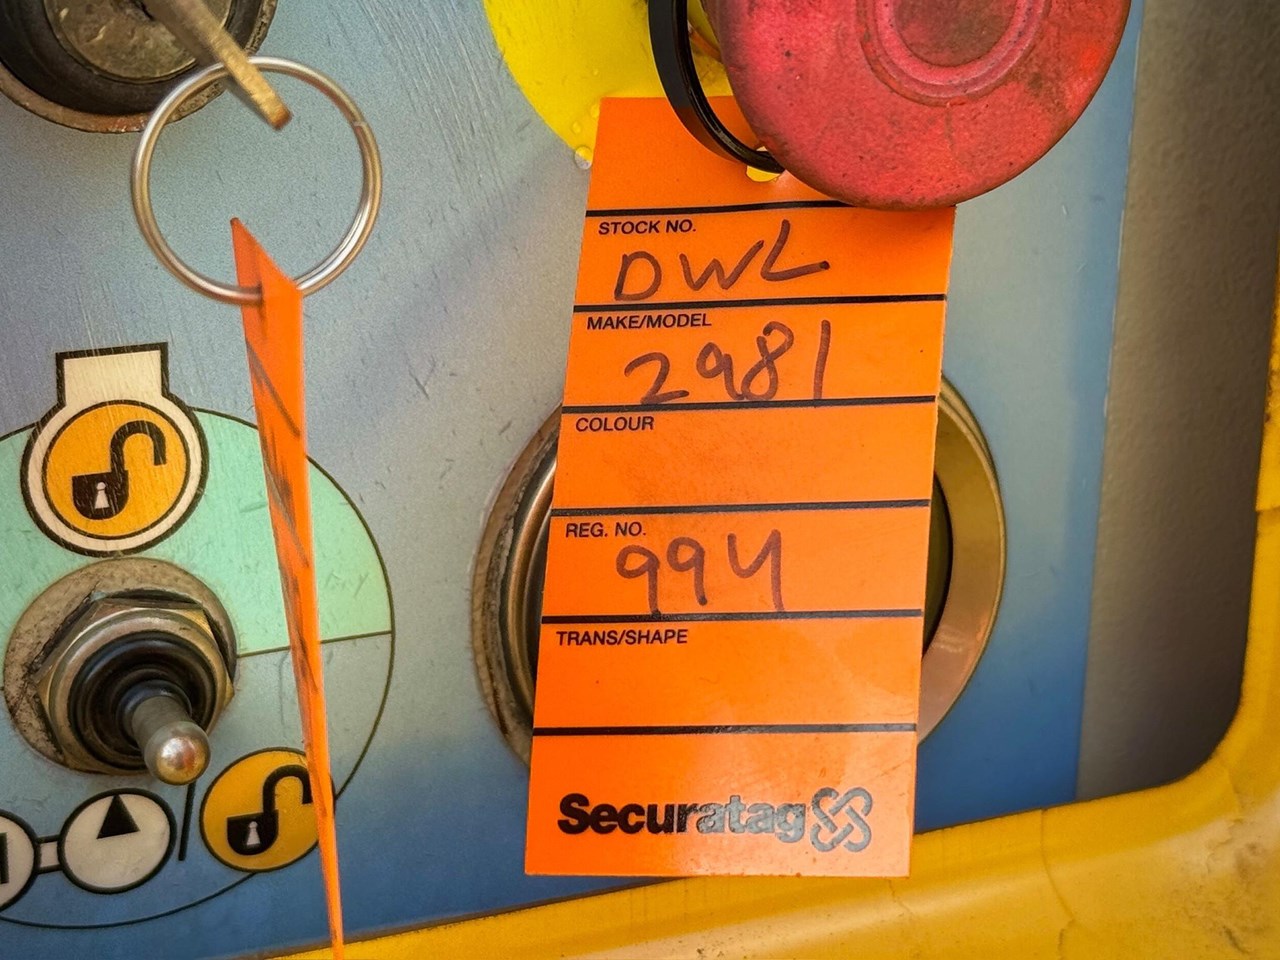 STOCK NO.
DWL
MAKE/MODEL
2981
COLOUR
REG. NO.
994
TRANS/SHAPE
Securatag